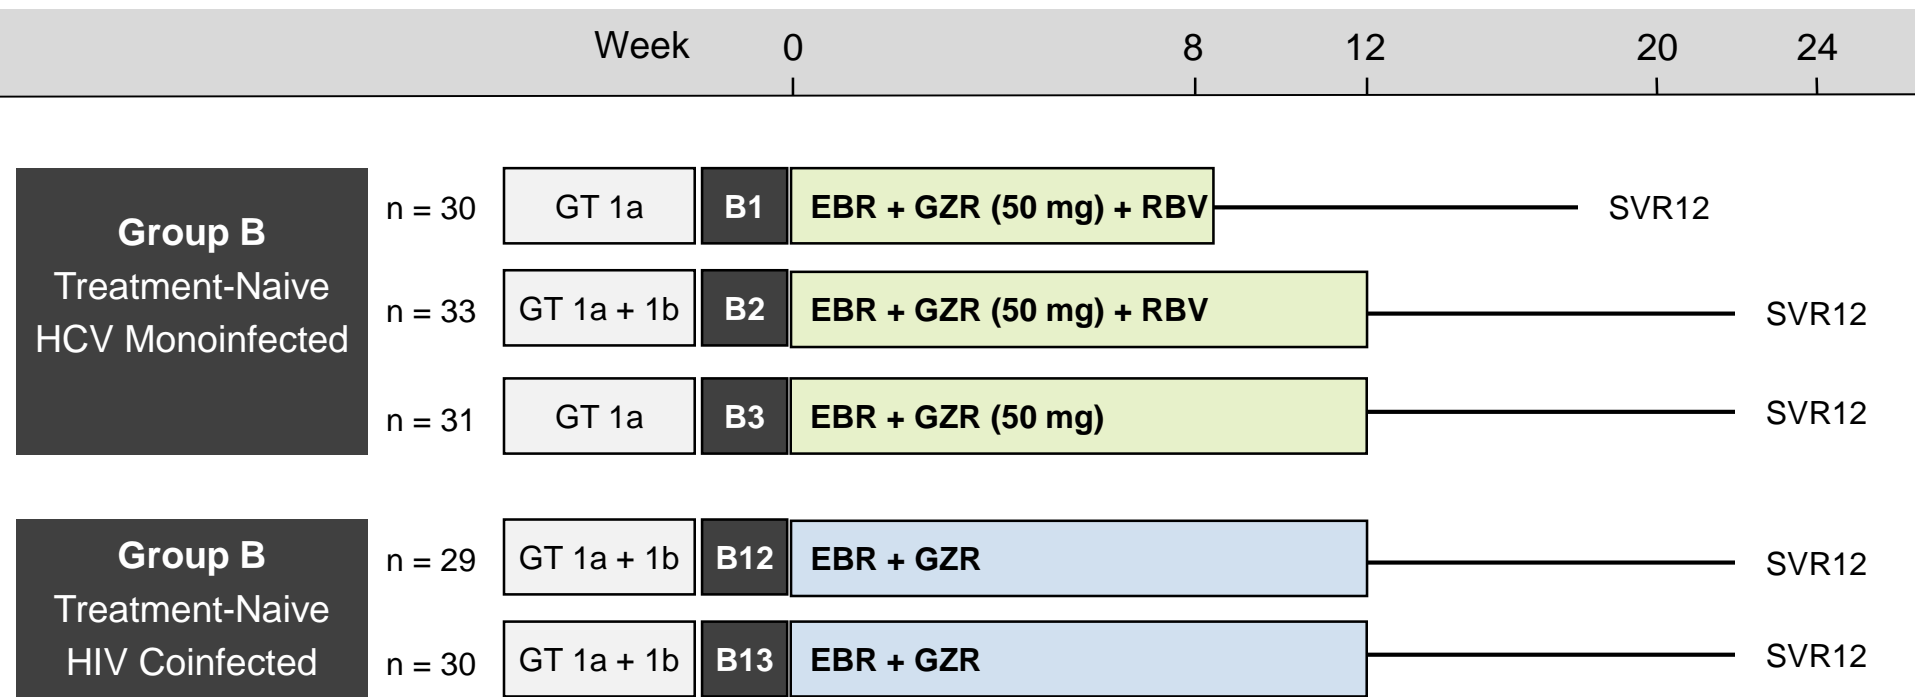 Week 0 8 12 20 24
Group B
Treatment-Naive
HCV Monoinfected
n = 30 GT 1a B1 EBR + GZR (50 mg) + RBV SVR12
n = 33 GT 1a + 1b B2 EBR + GZR (50 mg) + RBV SVR12
n = 31 GT 1a B3 EBR + GZR (50 mg) SVR12
Group B
Treatment-Naive
HIV Coinfected
n = 29 GT 1a + 1b B12 EBR + GZR SVR12
n = 30 GT 1a + 1b B13 EBR + GZR SVR12